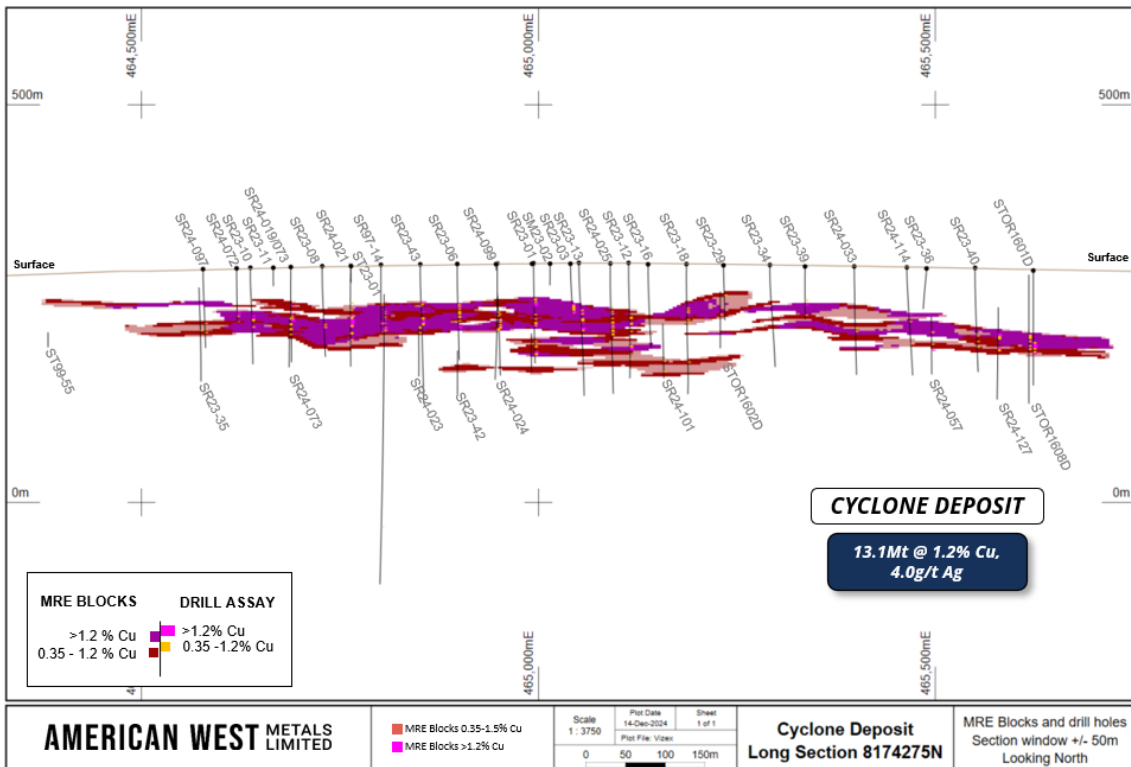 464,500mE
465,000mE
465,500mE
500m
500m
SR24-097
SR24-072
SR23-10
SR24-019/073
SR23-11
SR23-08
SR24-021
SR97-14
ST23-01
SR23-43
SR23-06
SR24-099
SR23-01
SM23-02
SR23-03
SR23-13
SR24-025
SR23-12
SR23-16
SR23-18
SR23-29
SR23-34
SR23-39
SR24-033
SR24-114
SR23-36
SR23-40
STOR1601D
Surface
Surface
ST99-55
SR23-35
SR24-073
SR24-023
SR23-42
SR24-024
SR24-101
STOR1602D
SR24-057
SR24-127
STOR1608D
0m
0m
CYCLONE DEPOSIT
13.1Mt @ 1.2% Cu,
4.0g/t Ag
MRE BLOCKS DRILL ASSAY
>1.2 % Cu >1.2% Cu
0.35 - 1.2 % Cu 0.35 -1.2% Cu
465,000mE
465,500mE
AMERICAN WEST METALS LIMITED
MRE Blocks 0.35-1.5% Cu
MRE Blocks >1.2% Cu
Scale
1 : 3750
Plot Date
14-Dec-2024
Sheet
1 of 1
Plot File: Vizex
0 50 100 150m
Cyclone Deposit
Long Section 8174275N
MRE Blocks and drill holes
Section window +/- 50m
Looking North